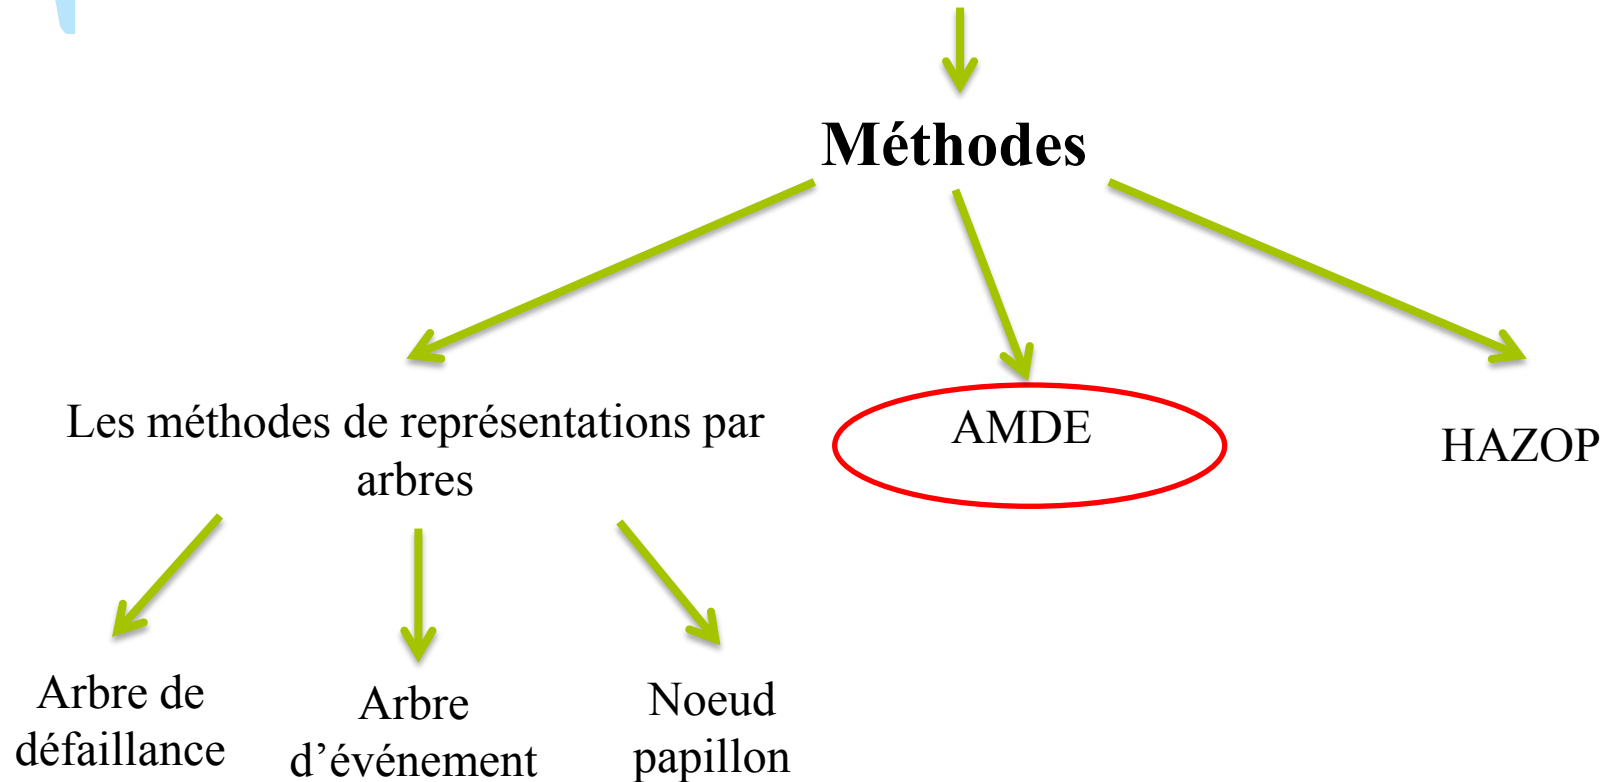 Méthodes
Les méthodes de représentations par
arbres
AMDE
HAZOP
Arbre de
défaillance
Arbre
d’événement
Noeud
papillon